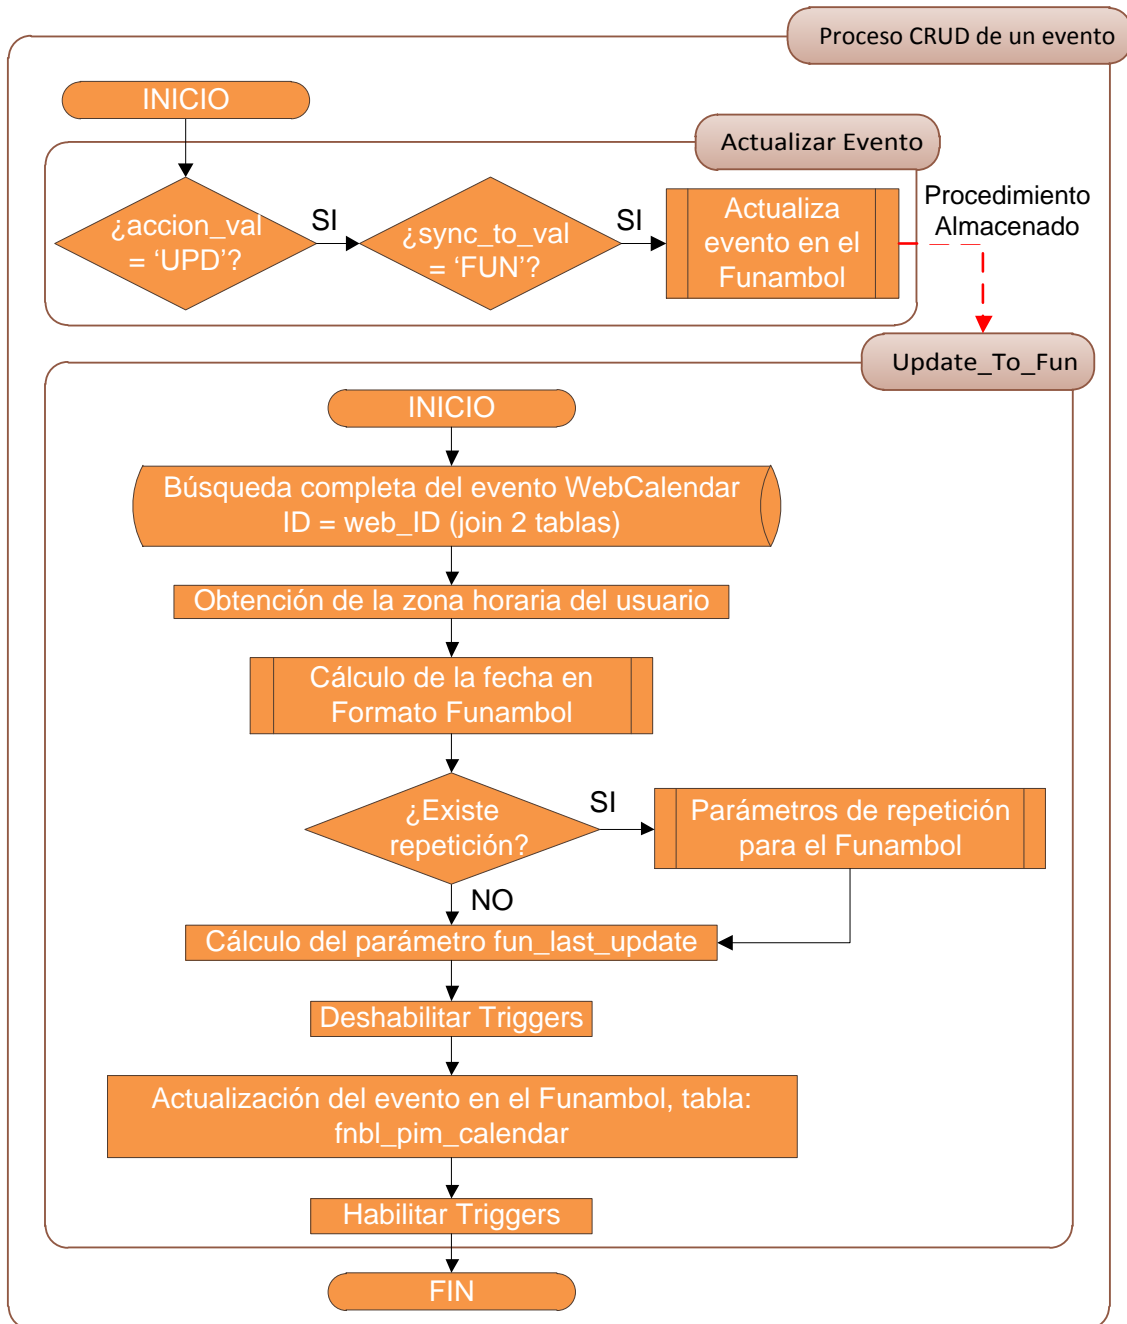 Proceso CRUD de un evento
INICIO
Actualizar Evento
¿accion_val
= ‘UPD’?
SI
¿sync_to_val
= ‘FUN’?
SI
Actualiza
evento en el
Funambol
Procedimiento
Almacenado
Update_To_Fun
INICIO
Búsqueda completa del evento WebCalendar
ID = web_ID (join 2 tablas)
Obtención de la zona horaria del usuario
Cálculo de la fecha en
Formato Funambol
¿Existe
repetición?
SI
Parámetros de repetición
para el Funambol
NO
Cálculo del parámetro fun_last_update
Deshabilitar Triggers
Actualización del evento en el Funambol, tabla:
fnbl_pim_calendar
Habilitar Triggers
FIN